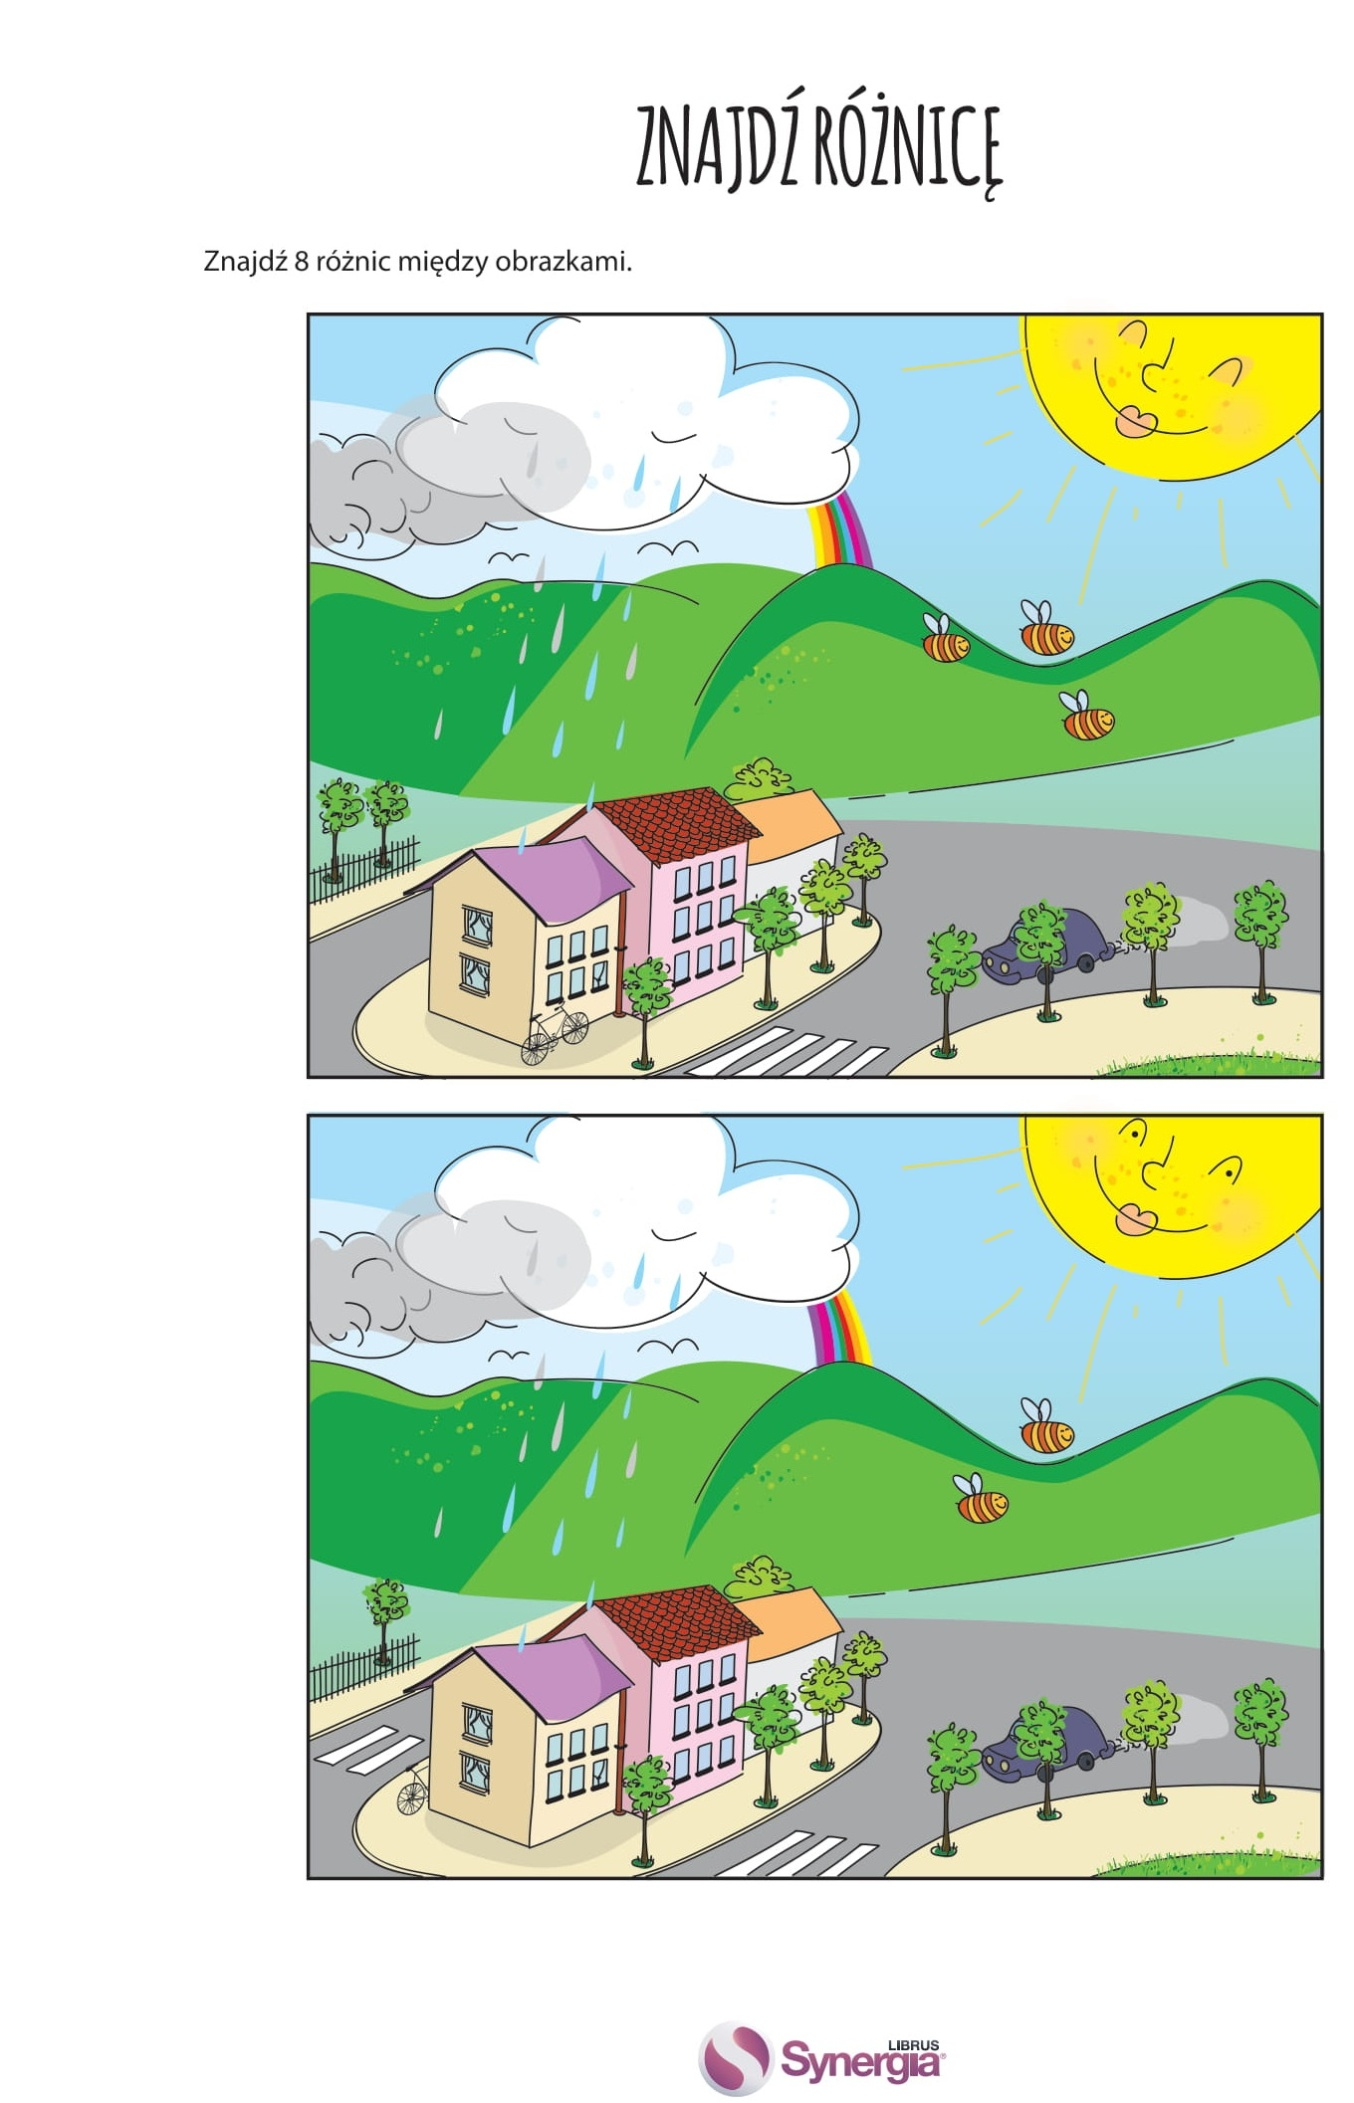 ZNAJDŹ RÓŻNICĘ
Znajdź 8 różnic między obrazkami.
LIBRUS
Synergia®